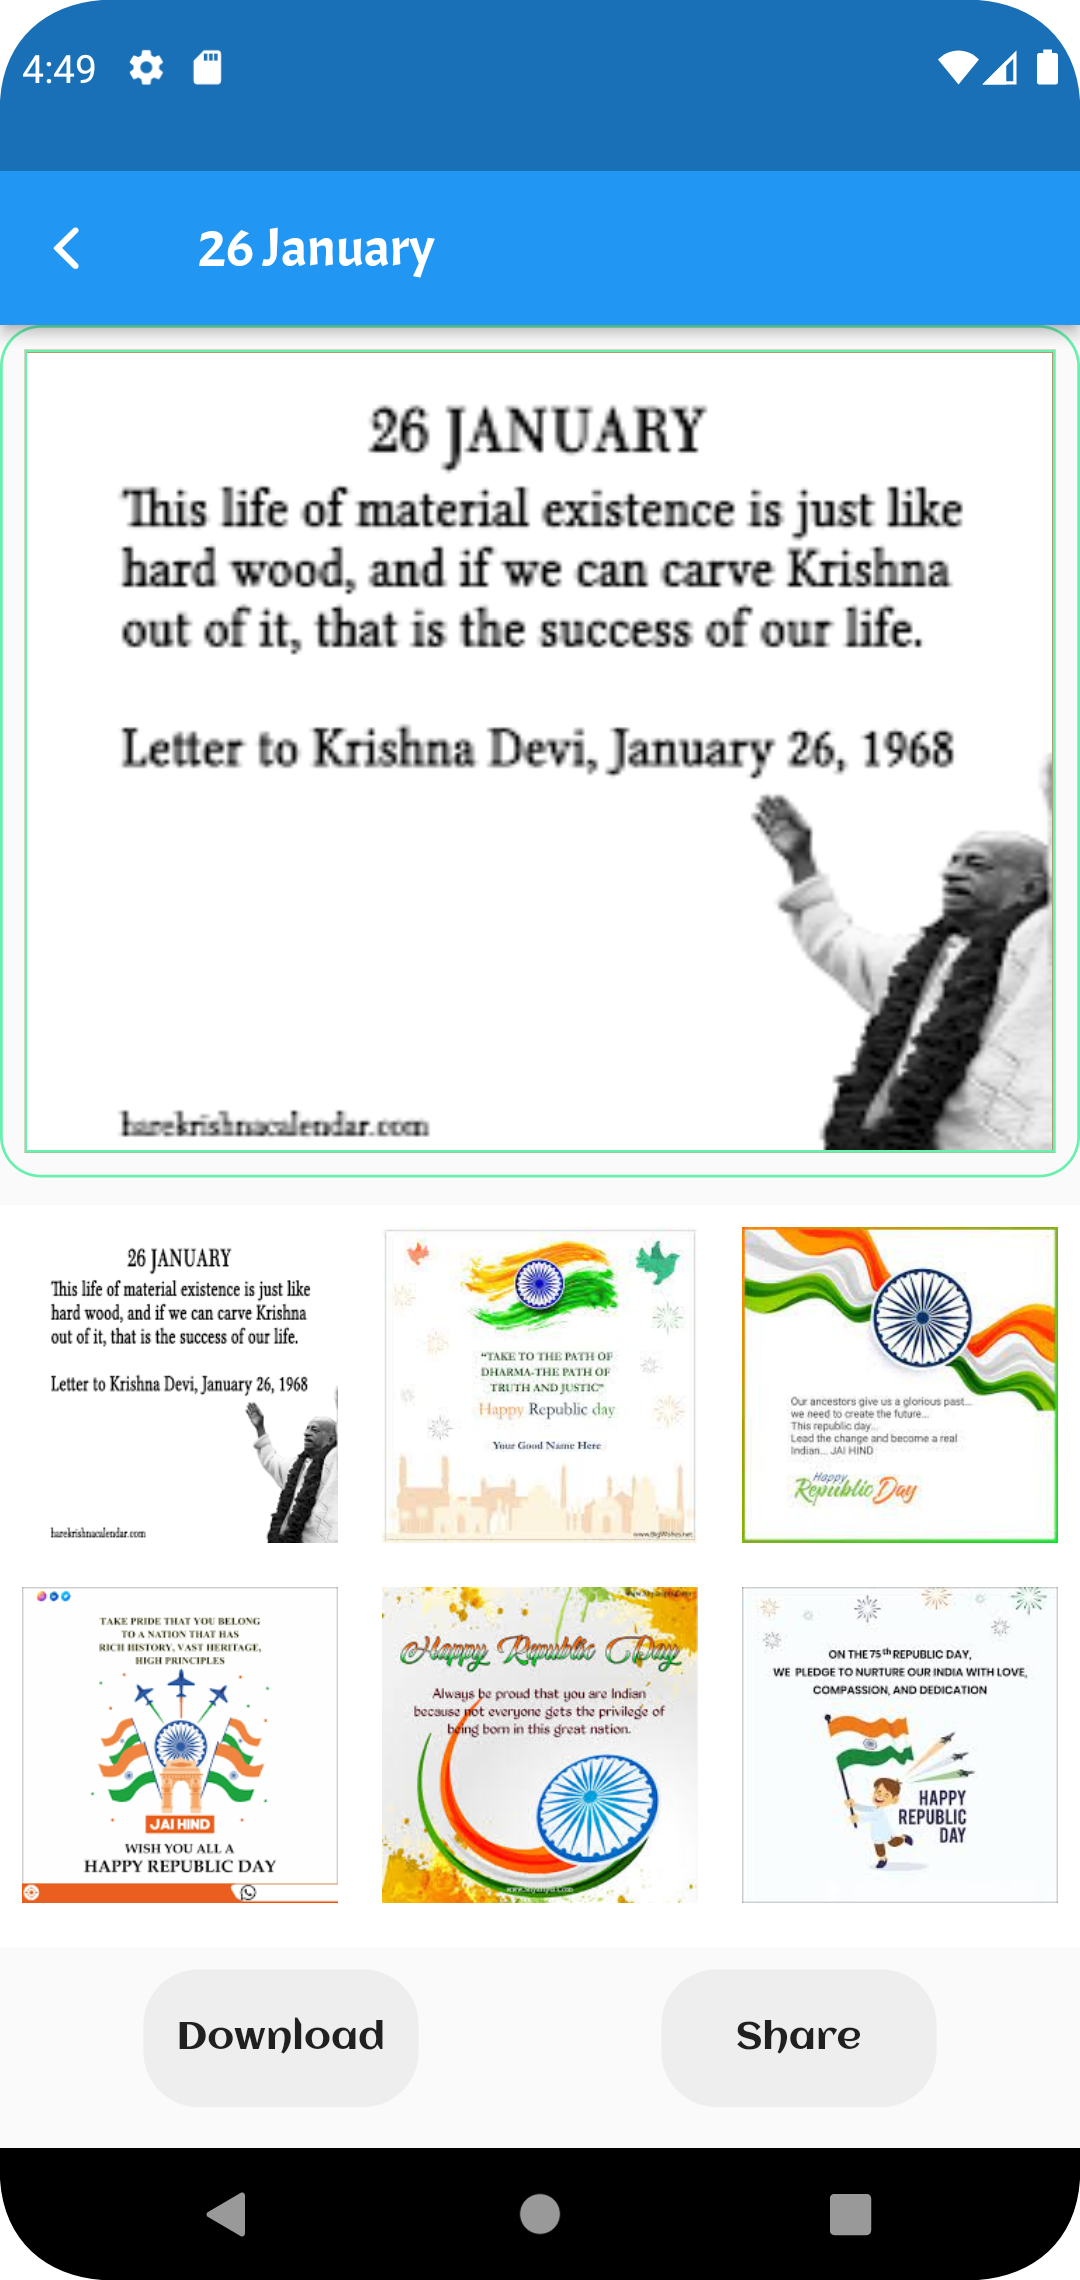 4:49
26 January
26 JANUARY
This life of material existence is just like
hard wood, and if we can carve Krishna
out of it, that is the success of our life.
Letter to Krishna Devi, January 26, 1968
harekrishnacalendar.com
26 JANUARY
This life of material existence is just like
hard wood, and if we can carve Krishna
out of it, that is the success of our life.
Letter to Krishna Devi, January 26, 1968
harekrishnacalendar.com
"TAKE TO THE PATH OF
DHARMA-THE PATH OF
TRUTH AND JUSTIC"
Happy Republic day
Your Good Name Here
www.BigWishes.net
Our ancestors give us a glorious past...
we need to create the future...
This republic day...
Lead the change and become a real
Indian... JAI HIND
Happy
Republic Day
TAKE PRIDE THAT YOU BELONG
TO A NATION THAT HAS
RICH HISTORY, VAST HERITAGE,
HIGH PRINCIPLES
JAI HIND
WISH YOU ALL A
HAPPY REPUBLIC DAY
Happy Republic Day
Always be proud that you are Indian
because not everyone gets the privilege of
being born in this great nation.
ON THE 75th REPUBLIC DAY,
WE PLEDGE TO NURTURE OUR INDIA WITH LOVE,
COMPASSION, AND DEDICATION
HAPPY
REPUBLIC
DAY
Download
Share